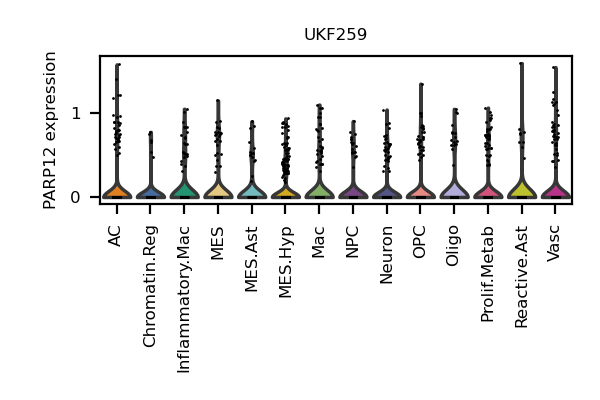 UKF259
PARP12 expression
1
0
AC
Chromatin.Reg
Inflammatory.Mac
MES
MES.Ast
MES.Hyp
Mac
NPC
Neuron
OPC
Oligo
Prolif.Metab
Reactive.Ast
Vasc